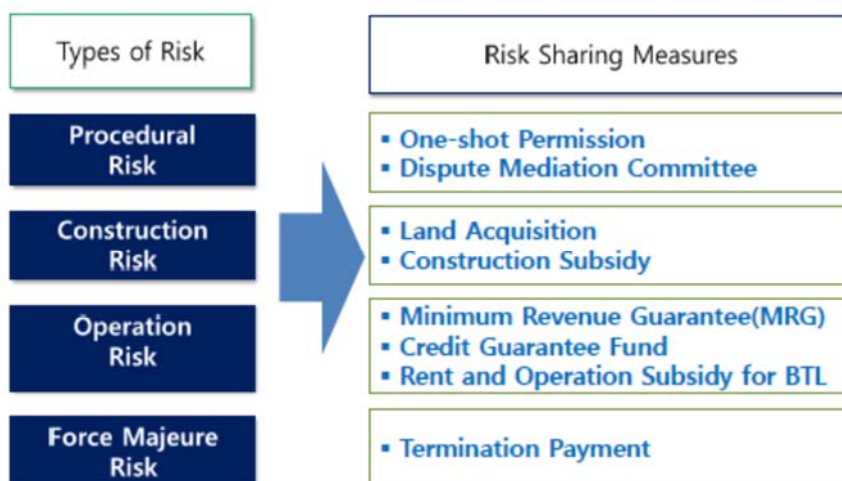 Types of Risk
Risk Sharing Measures
Procedural
Risk
▪ One-shot Permission
▪ Dispute Mediation Committee
Construction
Risk
▪ Land Acquisition
▪ Construction Subsidy
Operation
Risk
▪ Minimum Revenue Guarantee(MRG)
▪ Credit Guarantee Fund
▪ Rent and Operation Subsidy for BTL
Force Majeure
Risk
▪ Termination Payment